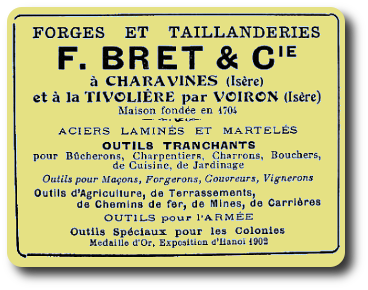 FORGES ET TAILLANDERIES
F. BRET & CIE
à CHARAVINES (Isère)
et à la TIVOLIÈRE par VOIRON (Isère)
Maison fondée en 1704
ACIERS LAMINÉS ET MARTELÉS
OUTILS TRANCHANTS
pour Bûcherons, Charpentiers, Charrons, Bouchers,
de Cuisine, de Jardinage
Outils pour Maçons, Forgerons, Couvreurs, Vignerons
Outils d'Agriculture, de Terrassements,
de Chemins de fer, de Mines, de Carrières
OUTILS pour l'ARMÉE
Outils Spéciaux pour les Colonies
Medaille d'Or, Exposition d'Hanoï 1902